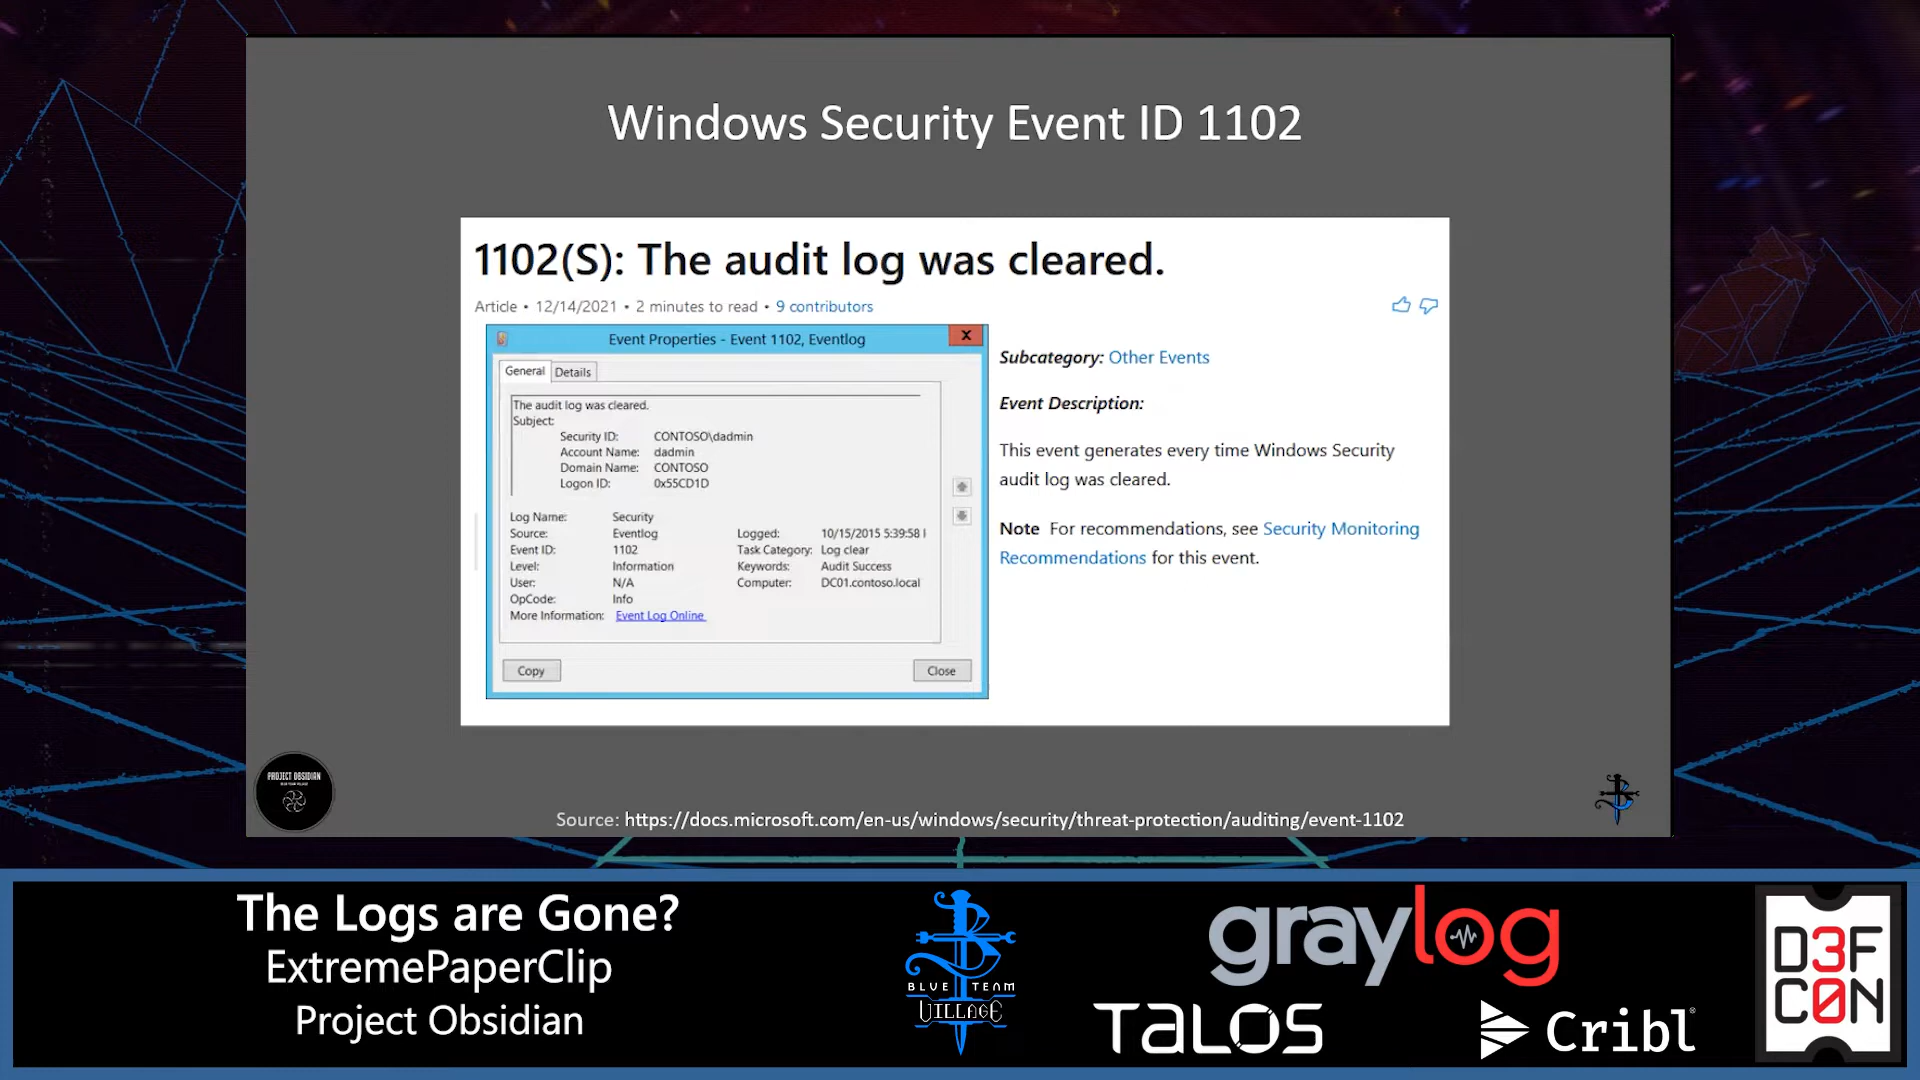 Windows Security Event ID 1102
1102(S): The audit log was cleared.
Article • 12/14/2021 • 2 minutes to read • 9 contributors
Event Properties - Event 1102, Eventlog
X
General
Details
The audit log was cleared.
Subject:
Security ID: CONTOSO\dadmin
Account Name: dadmin
Domain Name: CONTOSO
Logon ID: 0x55CD1D
Log Name: Security
Source: Eventlog Logged: 10/15/2015 5:39:58
Event ID: 1102 Task Category: Log clear
Level: Information Keywords: Audit Success
User: N/A Computer: DC01.contoso.local
OpCode: Info
More Information: Event Log Online
Copy
Close
Subcategory: Other Events
Event Description:
This event generates every time Windows Security
audit log was cleared.
Note For recommendations, see Security Monitoring
Recommendations for this event.
PROJECT OBSIDIAN
BLUE TEAM VILLAGE
Source: https://docs.microsoft.com/en-us/windows/security/threat-protection/auditing/event-1102
The Logs are Gone?
ExtremePaperClip
Project Obsidian
BLUE TEAM
VILLAGE
graylog
TALOS
Cribl
D3F
C0N